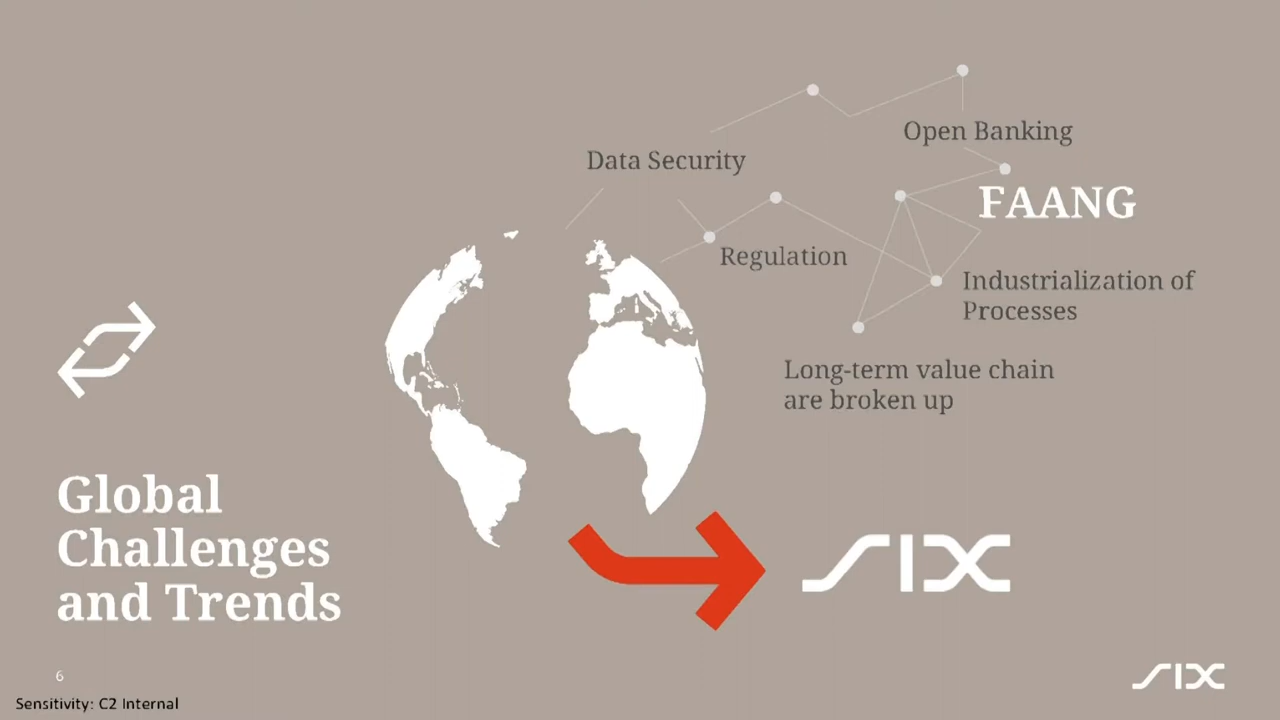 Open Banking
Data Security
FAANG
Regulation
Industrialization of
Processes
Long-term value chain
are broken up
Global
Challenges
and Trends
SIX
6
SIX
Sensitivity: C2 Internal